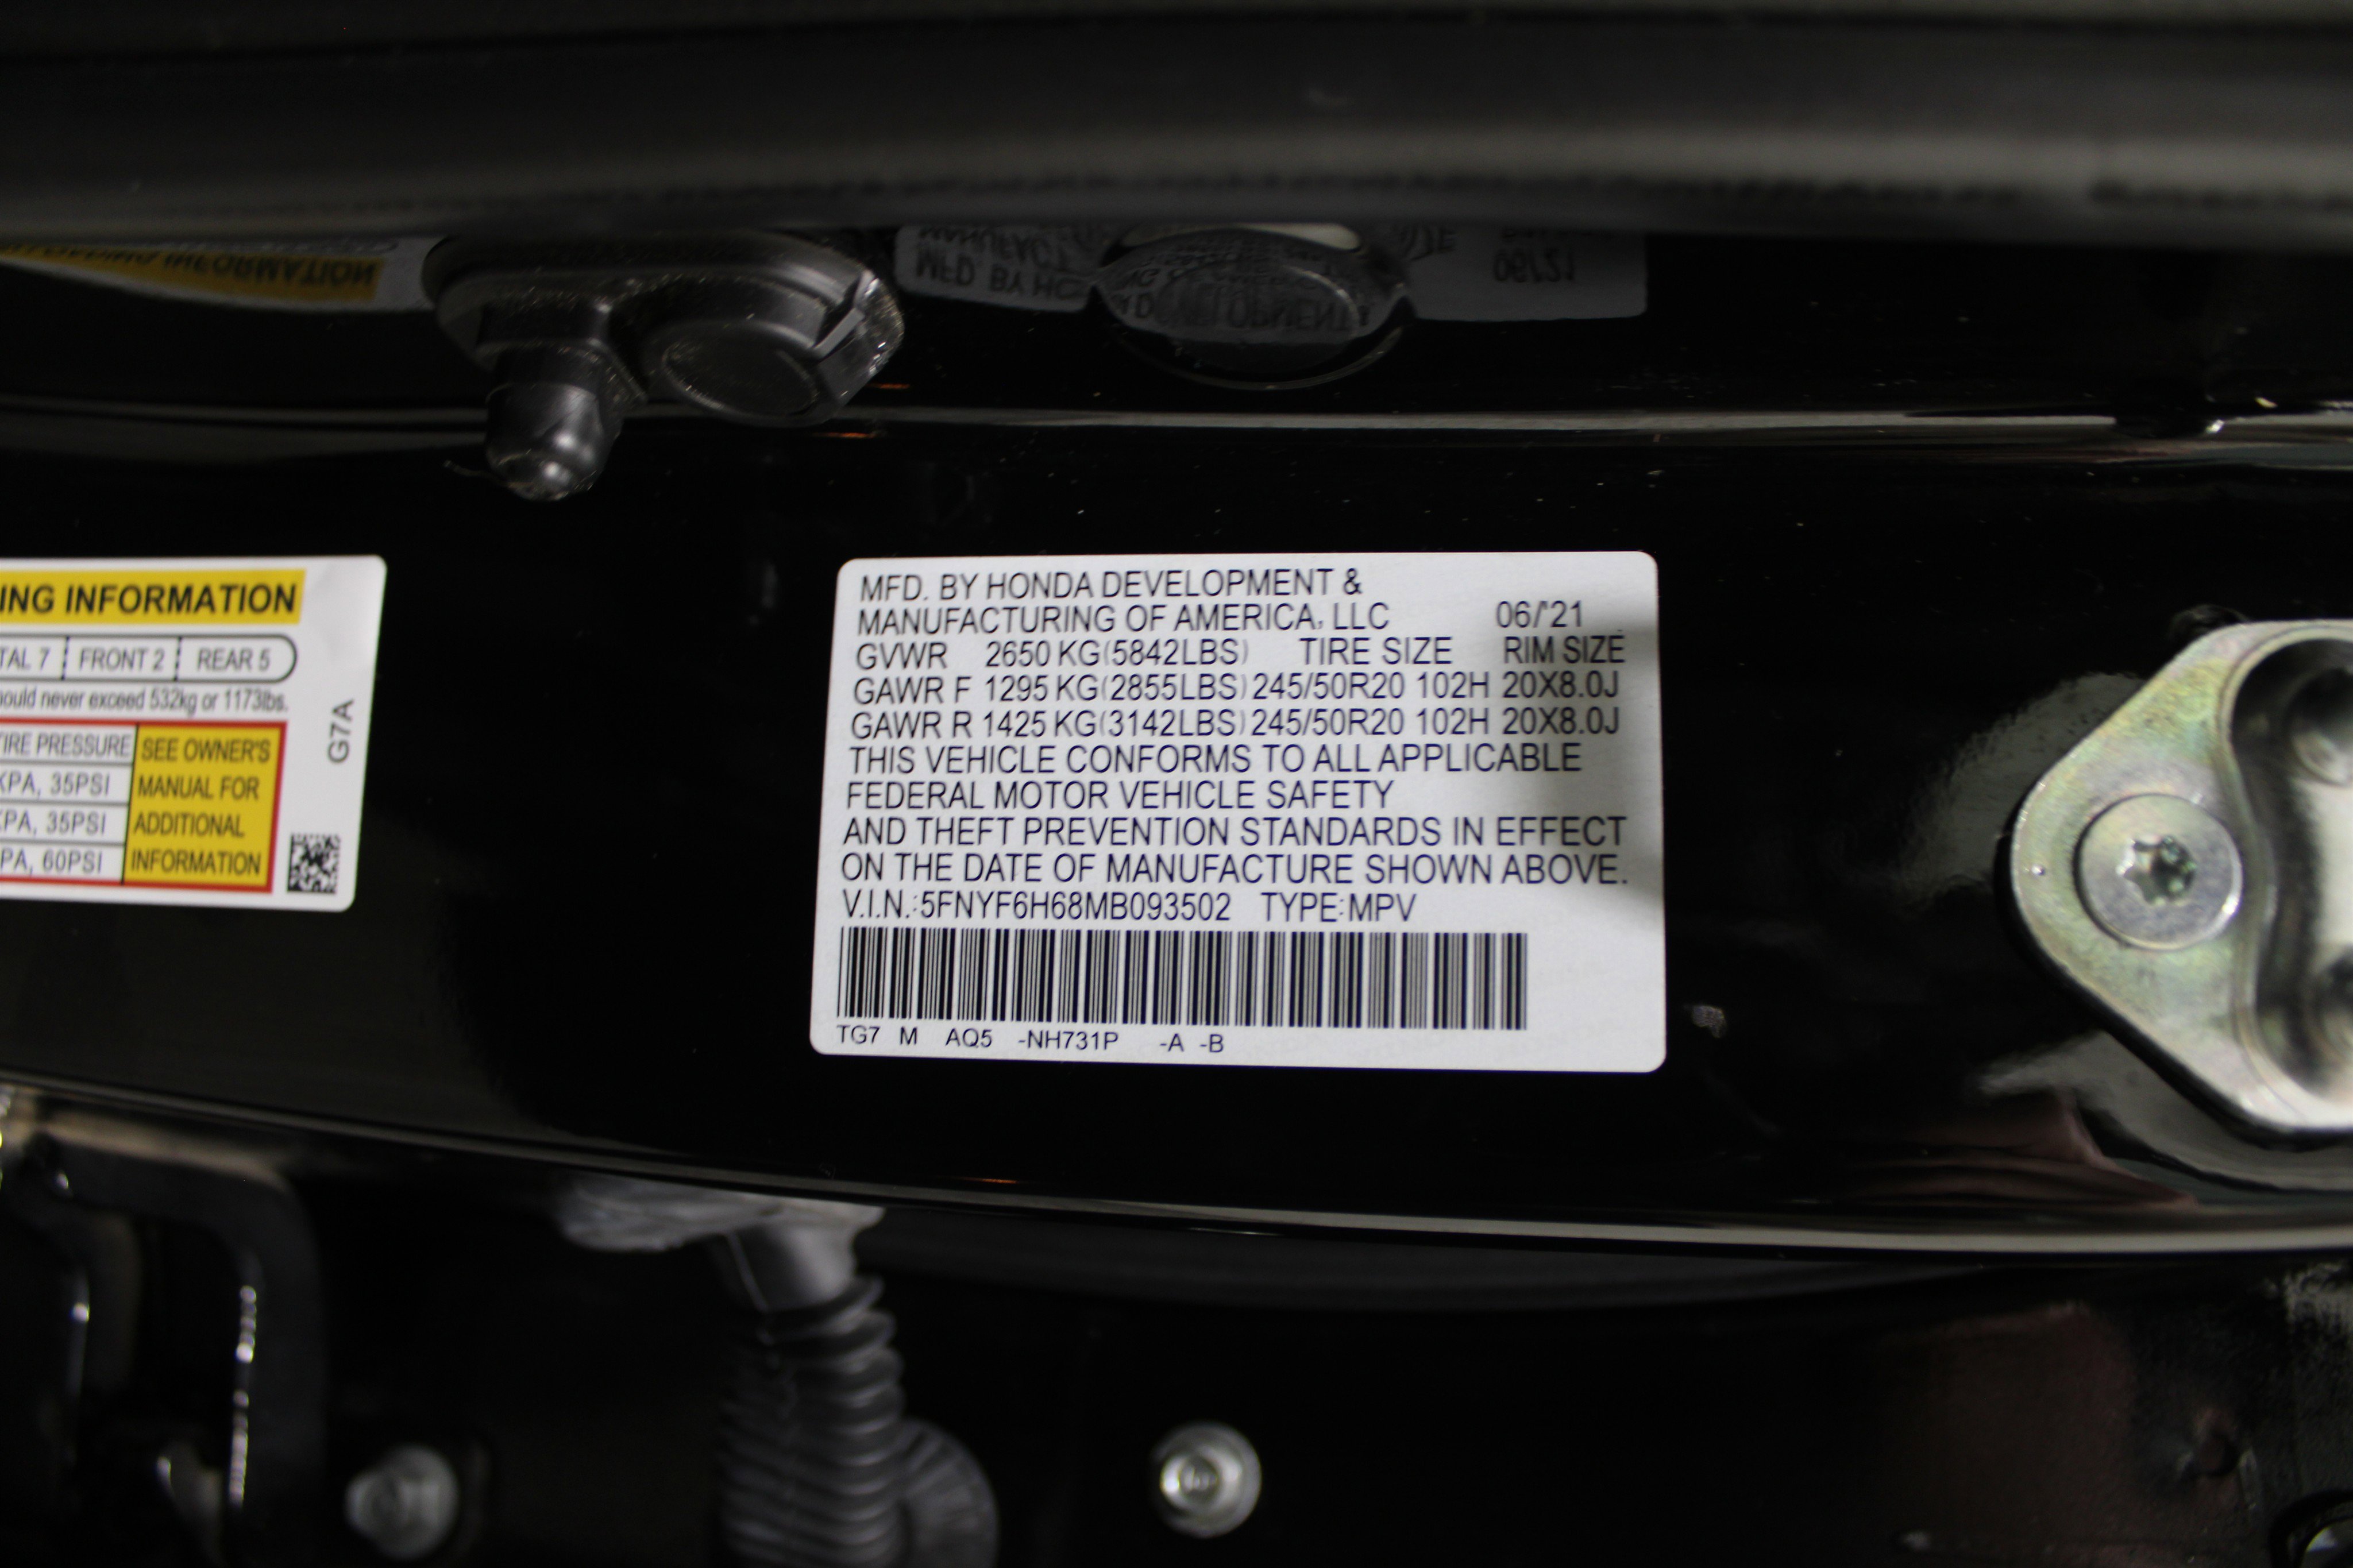 ING INFORMATION
TAL 7 FRONT 2 REAR 5
ould never exceed 532kg or 1173lbs.
TIRE PRESSURE SEE OWNER'S
KPA, 35PSI MANUAL FOR
KPA, 35PSI ADDITIONAL
PA, 60PSI INFORMATION
G7A
MFD. BY HONDA DEVELOPMENT &
MANUFACTURING OF AMERICA, LLC 06/'21
GVWR 2650 KG(5842LBS) TIRE SIZE RIM SIZE
GAWR F 1295 KG(2855LBS) 245/50R20 102H 20X8.0J
GAWR R 1425 KG(3142LBS) 245/50R20 102H 20X8.0J
THIS VEHICLE CONFORMS TO ALL APPLICABLE
FEDERAL MOTOR VEHICLE SAFETY
AND THEFT PREVENTION STANDARDS IN EFFECT
ON THE DATE OF MANUFACTURE SHOWN ABOVE.
V.I.N.:5FNYF6H68MB093502 TYPE:MPV
TG7 M AQ5 -NH731P -A -B